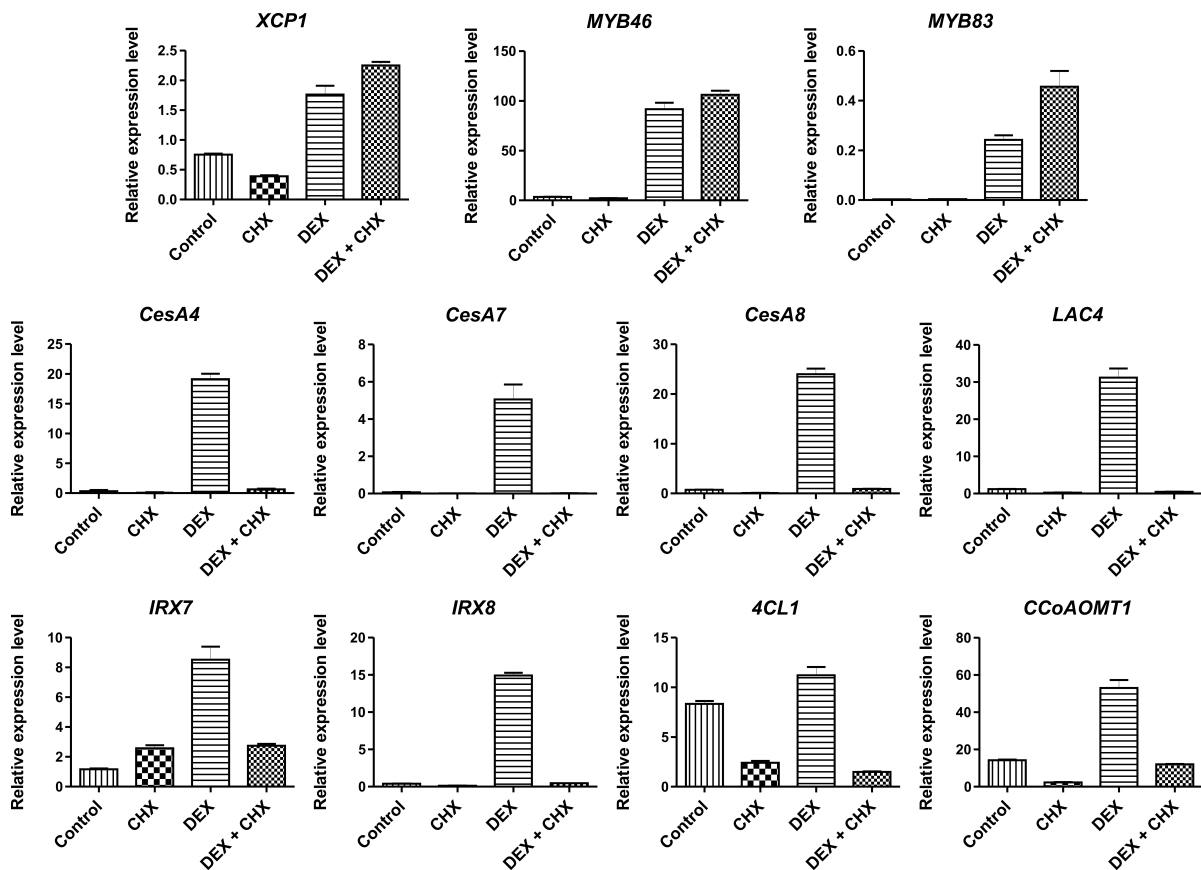 XCP1
Relative expression level
2.5
2.0
1.5
1.0
0.5
0.0
Control
CHX
DEX
DEX + CHX
MYB46
Relative expression level
150
100
50
0
Control
CHX
DEX
DEX + CHX
MYB83
Relative expression level
0.6
0.4
0.2
0.0
Control
CHX
DEX
DEX + CHX
CesA4
Relative expression level
25
20
15
10
5
0
Control
CHX
DEX
DEX + CHX
CesA7
Relative expression level
8
6
4
2
0
Control
CHX
DEX
DEX + CHX
CesA8
Relative expression level
30
20
10
0
Control
CHX
DEX
DEX + CHX
LAC4
Relative expression level
40
30
20
10
0
Control
CHX
DEX
DEX + CHX
IRX7
Relative expression level
10
8
6
4
2
0
Control
CHX
DEX
DEX + CHX
IRX8
Relative expression level
20
15
10
5
0
Control
CHX
DEX
DEX + CHX
4CL1
Relative expression level
15
10
5
0
Control
CHX
DEX
DEX + CHX
CCoAOMT1
Relative expression level
80
60
40
20
0
Control
CHX
DEX
DEX + CHX